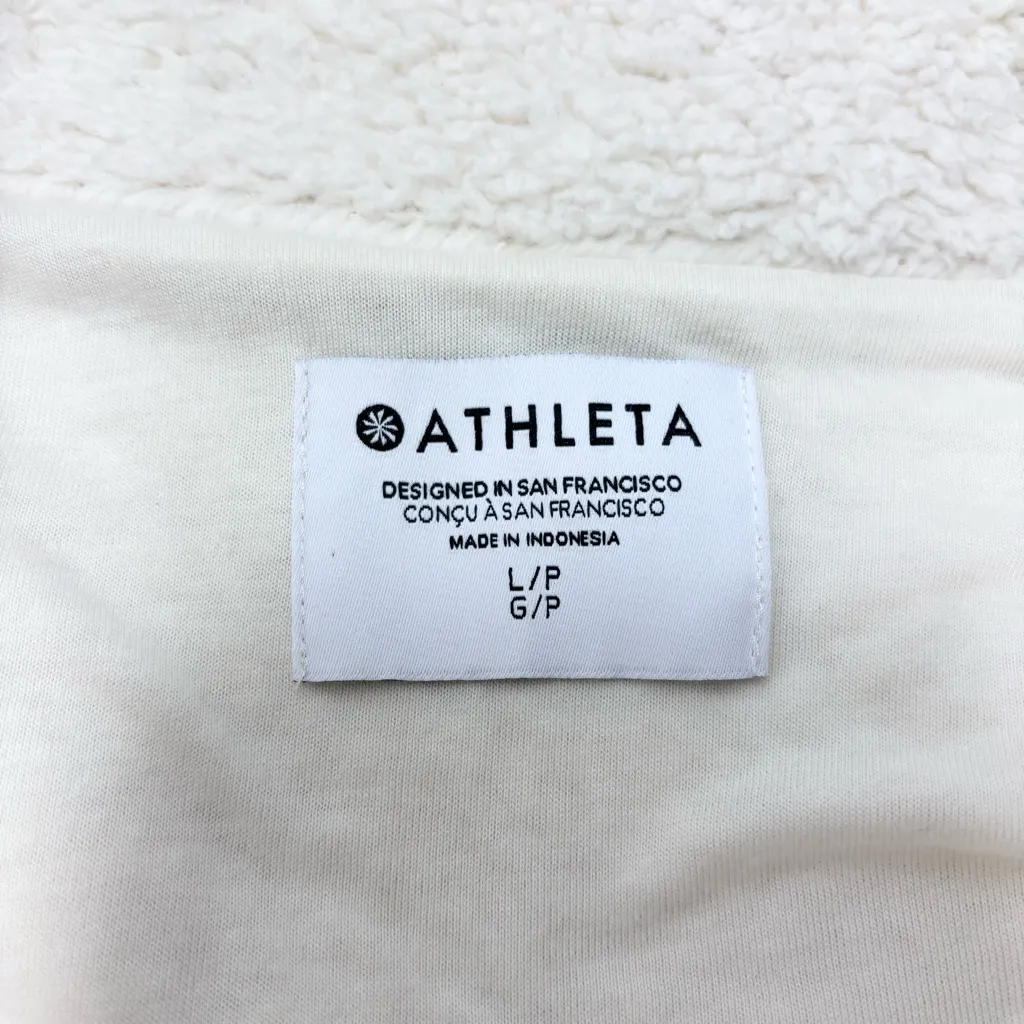 ATHLETA
DESIGNED IN SAN FRANCISCO
CONÇU À SAN FRANCISCO
MADE IN INDONESIA
L/P
G/P